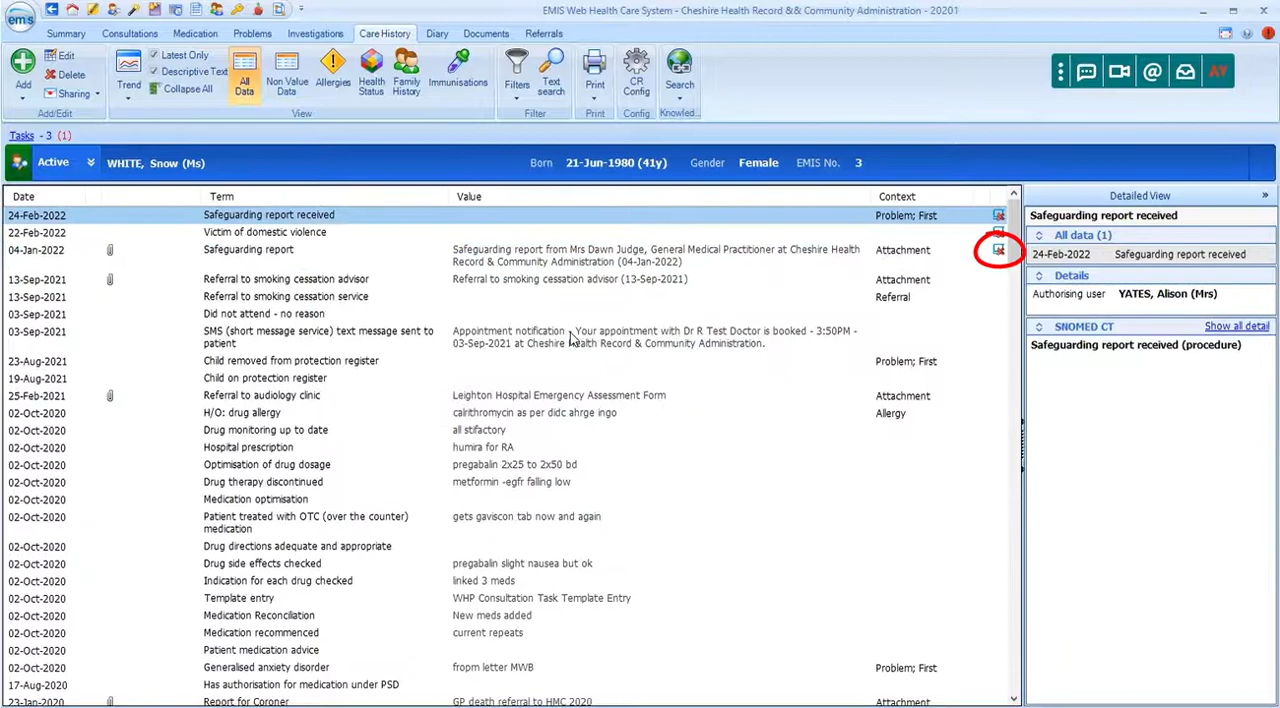 EMIS Web Health Care System - Cheshire Health Record && Community Administration - 20201
emis
Summary Consultations Medication Problems Investigations Care History Diary Documents Referrals
Add
Edit
Delete
Sharing
Add/Edit
Trend
Latest Only
Descriptive Text
Collapse All
All Data
Non Value Data
Allergies
Health Status
Family History
Immunisations
View
Filters
Text search
Filter
Print
Print
CR Config
Config
Search
Knowled...
AY
Tasks - 3 (1)
Active WHITE, Snow (Ms) Born 21-Jun-1980 (41y) Gender Female EMIS No. 3
Date Term Value Context
24-Feb-2022 Safeguarding report received Problem; First
22-Feb-2022 Victim of domestic violence
04-Jan-2022 Safeguarding report Safeguarding report from Mrs Dawn Judge, General Medical Practitioner at Cheshire Health Attachment
Record & Community Administration (04-Jan-2022)
13-Sep-2021 Referral to smoking cessation advisor Referral to smoking cessation advisor (13-Sep-2021) Attachment
13-Sep-2021 Referral to smoking cessation service Referral
03-Sep-2021 Did not attend - no reason
03-Sep-2021 SMS (short message service) text message sent to Appointment notification - Your appointment with Dr R Test Doctor is booked - 3:50PM -
patient 03-Sep-2021 at Cheshire Health Record & Community Administration.
23-Aug-2021 Child removed from protection register Problem; First
19-Aug-2021 Child on protection register
25-Feb-2021 Referral to audiology clinic Leighton Hospital Emergency Assessment Form Attachment
02-Oct-2020 H/O: drug allergy calrithromycin as per didc ahrge ingo Allergy
02-Oct-2020 Drug monitoring up to date all stifactory
02-Oct-2020 Hospital prescription humira for RA
02-Oct-2020 Optimisation of drug dosage pregabalin 2x25 to 2x50 bd
02-Oct-2020 Drug therapy discontinued metformin -egfr falling low
02-Oct-2020 Medication optimisation
02-Oct-2020 Patient treated with OTC (over the counter) gets gaviscon tab now and again
medication
02-Oct-2020 Drug directions adequate and appropriate
02-Oct-2020 Drug side effects checked pregabalin slight nausea but ok
02-Oct-2020 Indication for each drug checked linked 3 meds
02-Oct-2020 Template entry WHP Consultation Task Template Entry
02-Oct-2020 Medication Reconciliation New meds added
02-Oct-2020 Medication recommended current repeats
02-Oct-2020 Patient medication advice
02-Oct-2020 Generalised anxiety disorder fropm letter MWB Problem; First
17-Aug-2020 Has authorisation for medication under PSD
23-Jan-2020 Report for Coroner GP death referral to HMC 2020 Attachment
Detailed View
Safeguarding report received
All data (1)
24-Feb-2022 Safeguarding report received
Details
Authorising user YATES, Alison (Mrs)
SNOMED CT Show all detail
Safeguarding report received (procedure)